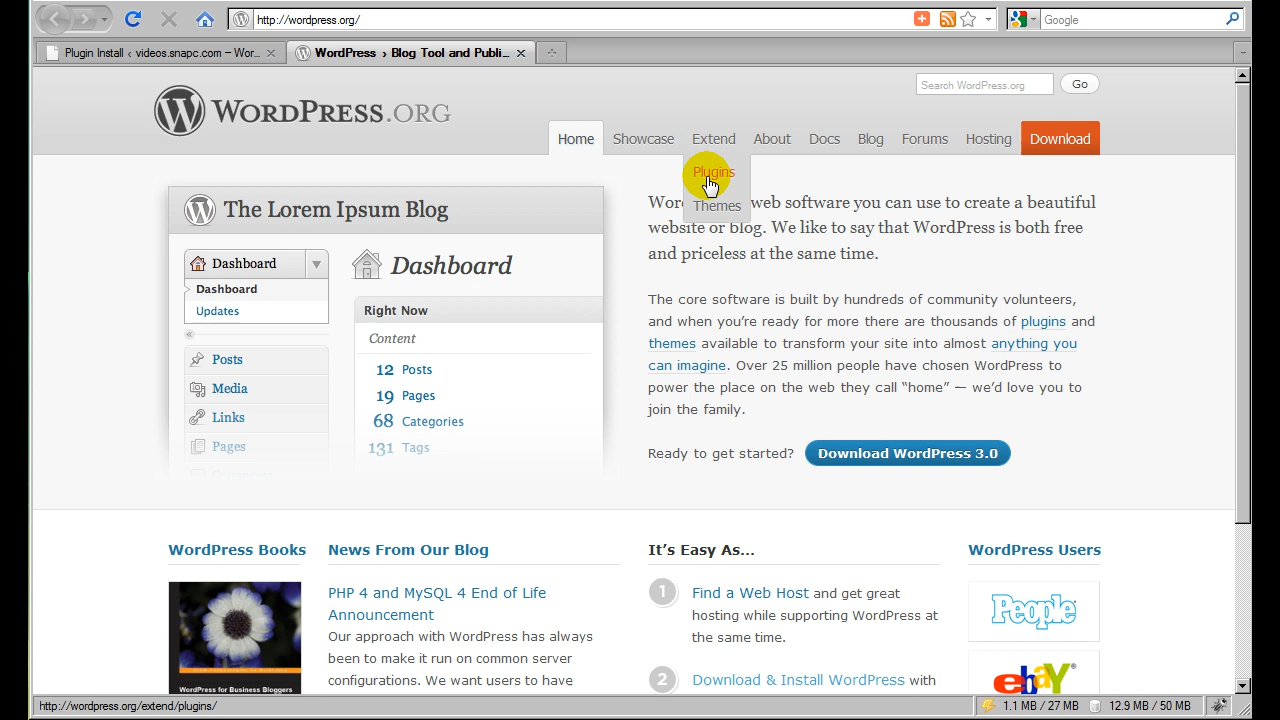 http://wordpress.org/
Google
Plugin Install ‹ videos.snapc.com — Wor...
WordPress › Blog Tool and Publi...
WORDPRESS.ORG
Search WordPress.org
Go
Home Showcase Extend About Docs Blog Forums Hosting Download
Plugins
Themes
The Lorem Ipsum Blog
Dashboard
Dashboard
Updates
Posts
Media
Links
Pages
Dashboard
Right Now
Content
12 Posts
19 Pages
68 Categories
131 Tags
web software you can use to create a beautiful
website or blog. We like to say that WordPress is both free
and priceless at the same time.
The core software is built by hundreds of community volunteers,
and when you’re ready for more there are thousands of plugins and
themes available to transform your site into almost anything you
can imagine. Over 25 million people have chosen WordPress to
power the place on the web they call “home” — we’d love you to
join the family.
Ready to get started? Download WordPress 3.0
WordPress Books
WordPress for Business Bloggers
News From Our Blog
PHP 4 and MySQL 4 End of Life
Announcement
Our approach with WordPress has always
been to make it run on common server
configurations. We want users to have
It’s Easy As...
1 Find a Web Host and get great
hosting while supporting WordPress at
the same time.
2 Download & Install WordPress with
WordPress Users
People
ebay®
http://wordpress.org/extend/plugins/
1.1 MB / 27 MB
12.9 MB / 50 MB